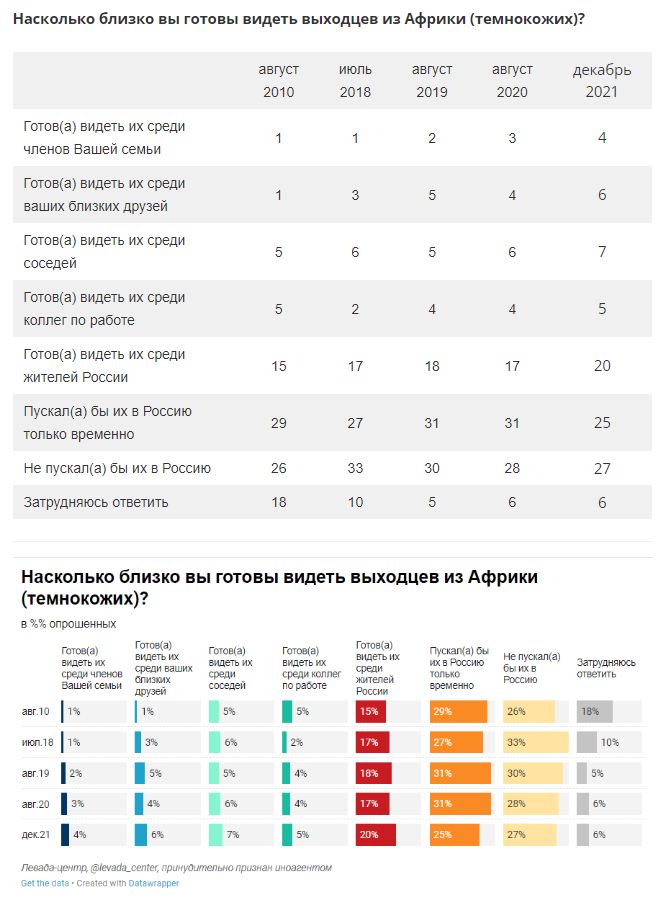 Насколько близко вы готовы видеть выходцев из Африки (темнокожих)?
август июль август август декабрь
2010 2018 2019 2020 2021
Готов(а) видеть их среди
членов Вашей семьи 1 1 2 3 4
Готов(а) видеть их среди
ваших близких друзей 1 3 5 4 6
Готов(а) видеть их среди
соседей 5 6 5 6 7
Готов(а) видеть их среди
коллег по работе 5 2 4 4 5
Готов(а) видеть их среди
жителей России 15 17 18 17 20
Пускал(а) бы их в Россию
только временно 29 27 31 31 25
Не пускал(а) бы их в Россию 26 33 30 28 27
Затрудняюсь ответить 18 10 5 6 6
Насколько близко вы готовы видеть выходцев из Африки
(темнокожих)?
в %% опрошенных
Готов(а)
видеть их
среди членов
Вашей семьи
Готов(а)
видеть их
среди ваших
близких
друзей
Готов(а)
видеть их
среди
соседей
Готов(а)
видеть их
среди коллег
по работе
Готов(а)
видеть их
среди
жителей
России
Пускал(а) бы
их в Россию
только
временно
Не пускал(а)
бы их в
Россию
Затрудняюсь
ответить
авг.10 1% 1% 5% 5% 15% 29% 26% 18%
июл.18 1% 3% 6% 2% 17% 27% 33% 10%
авг.19 2% 5% 5% 4% 18% 31% 30% 5%
авг.20 3% 4% 6% 4% 17% 31% 28% 6%
дек.21 4% 6% 7% 5% 20% 25% 27% 6%
Левада-центр, @levada_center, принудительно признан иноагентом
Get the data • Created with Datawrapper